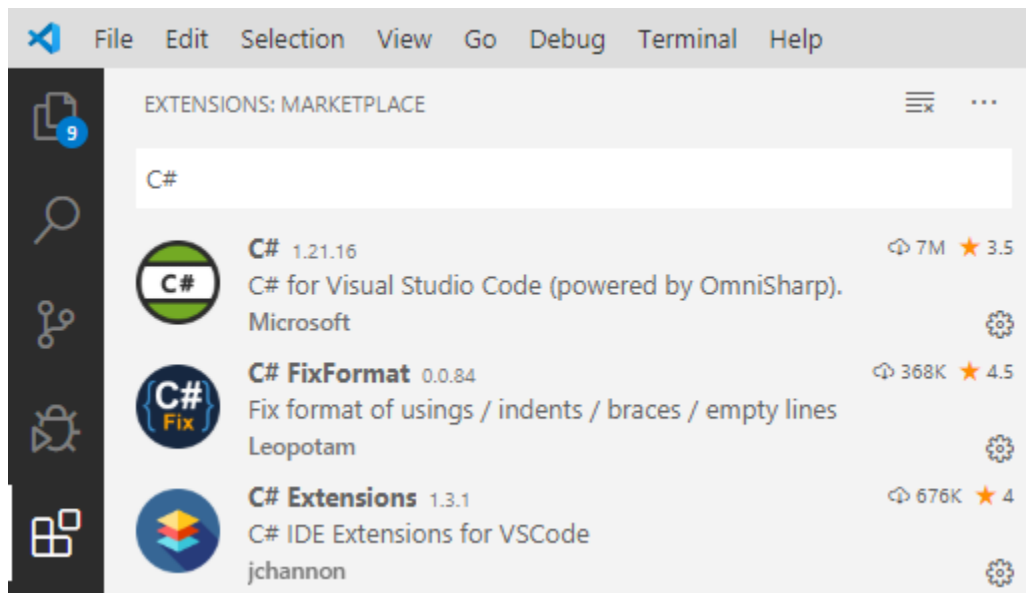 File Edit Selection View Go Debug Terminal Help
EXTENSIONS: MARKETPLACE
9
C#
C# 1.21.16 7M 3.5
C#
C# for Visual Studio Code (powered by OmniSharp).
Microsoft
C# FixFormat 0.0.84 368K 4.5
{C#}
Fix
Fix format of usings / indents / braces / empty lines
Leopotam
C# Extensions 1.3.1 676K 4
C# IDE Extensions for VSCode
jchannon